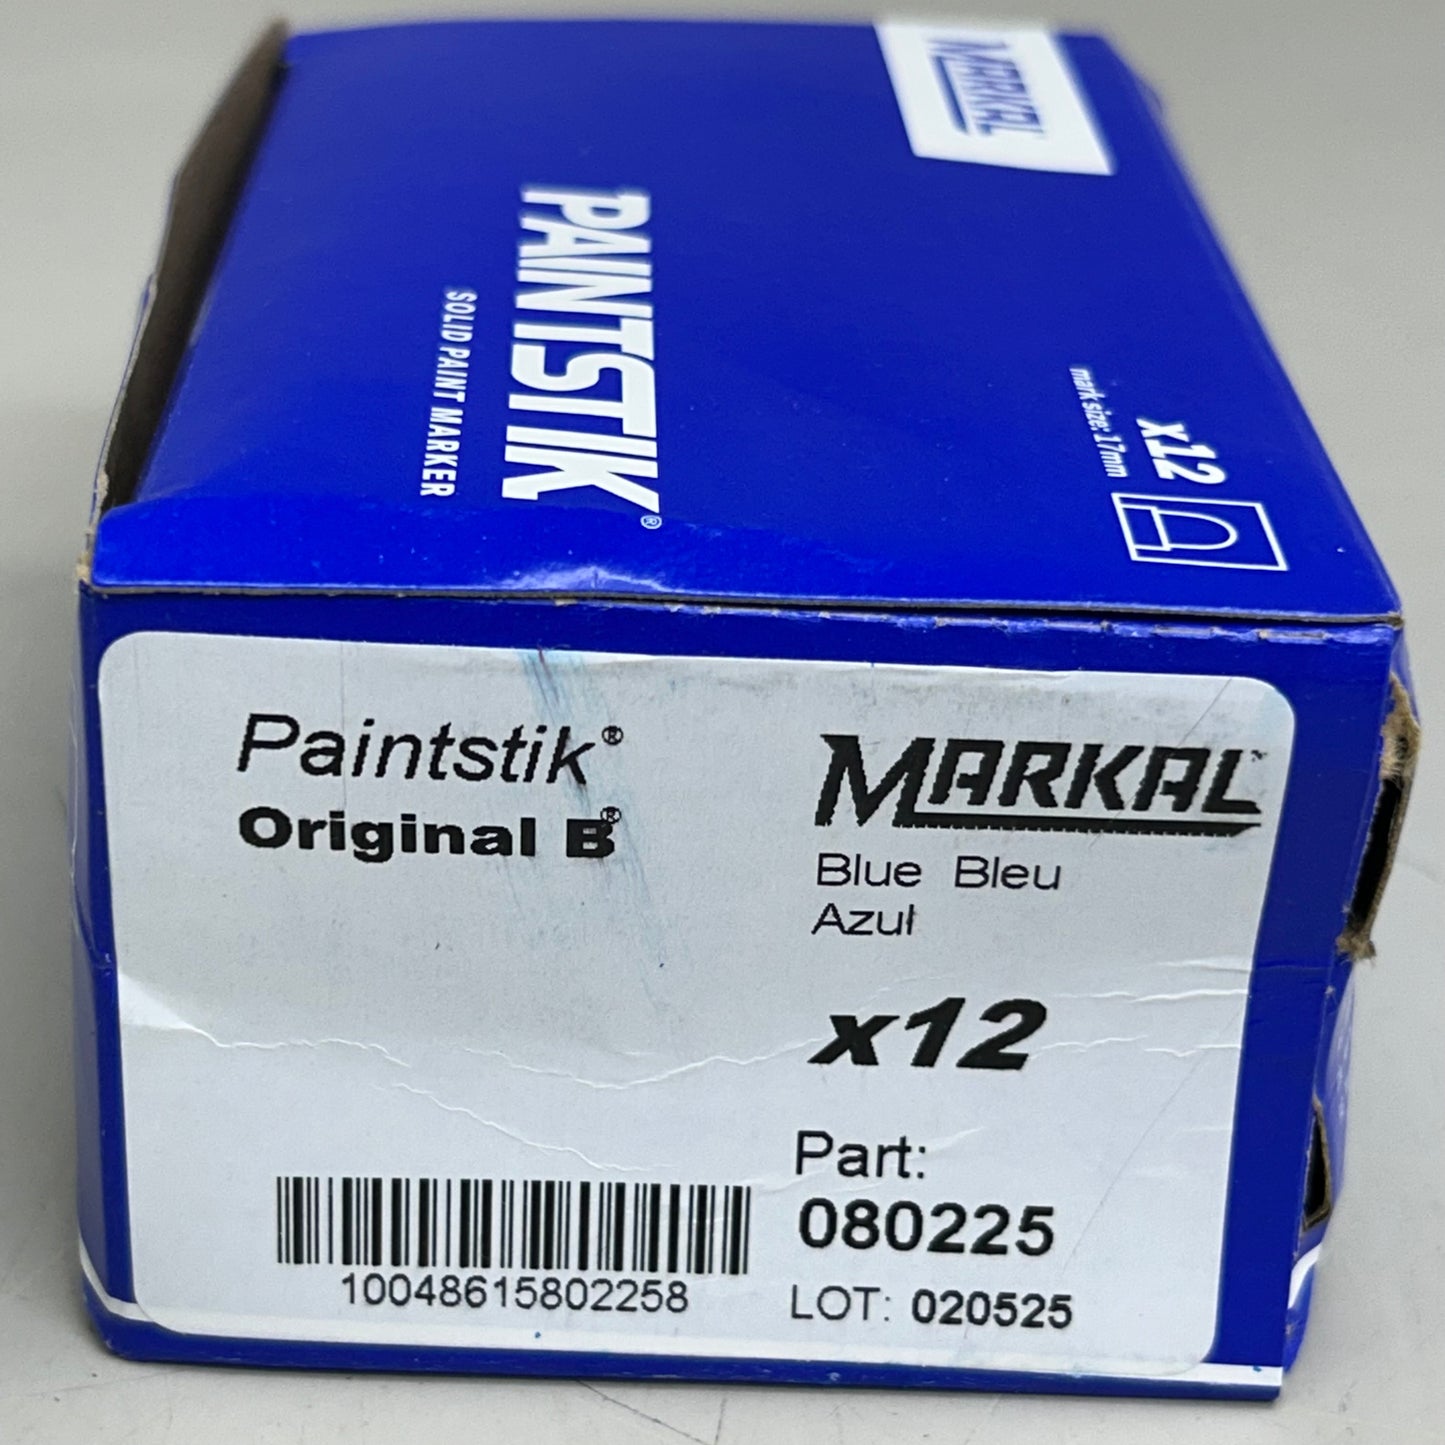 MARKAL
PAINTSTIK®
SOLID PAINT MARKER
x12
mark size: 17mm
Paintstik®
Original B®
MARKAL
Blue Bleu
Azul
x12
Part:
080225
10048615802258
LOT: 020525